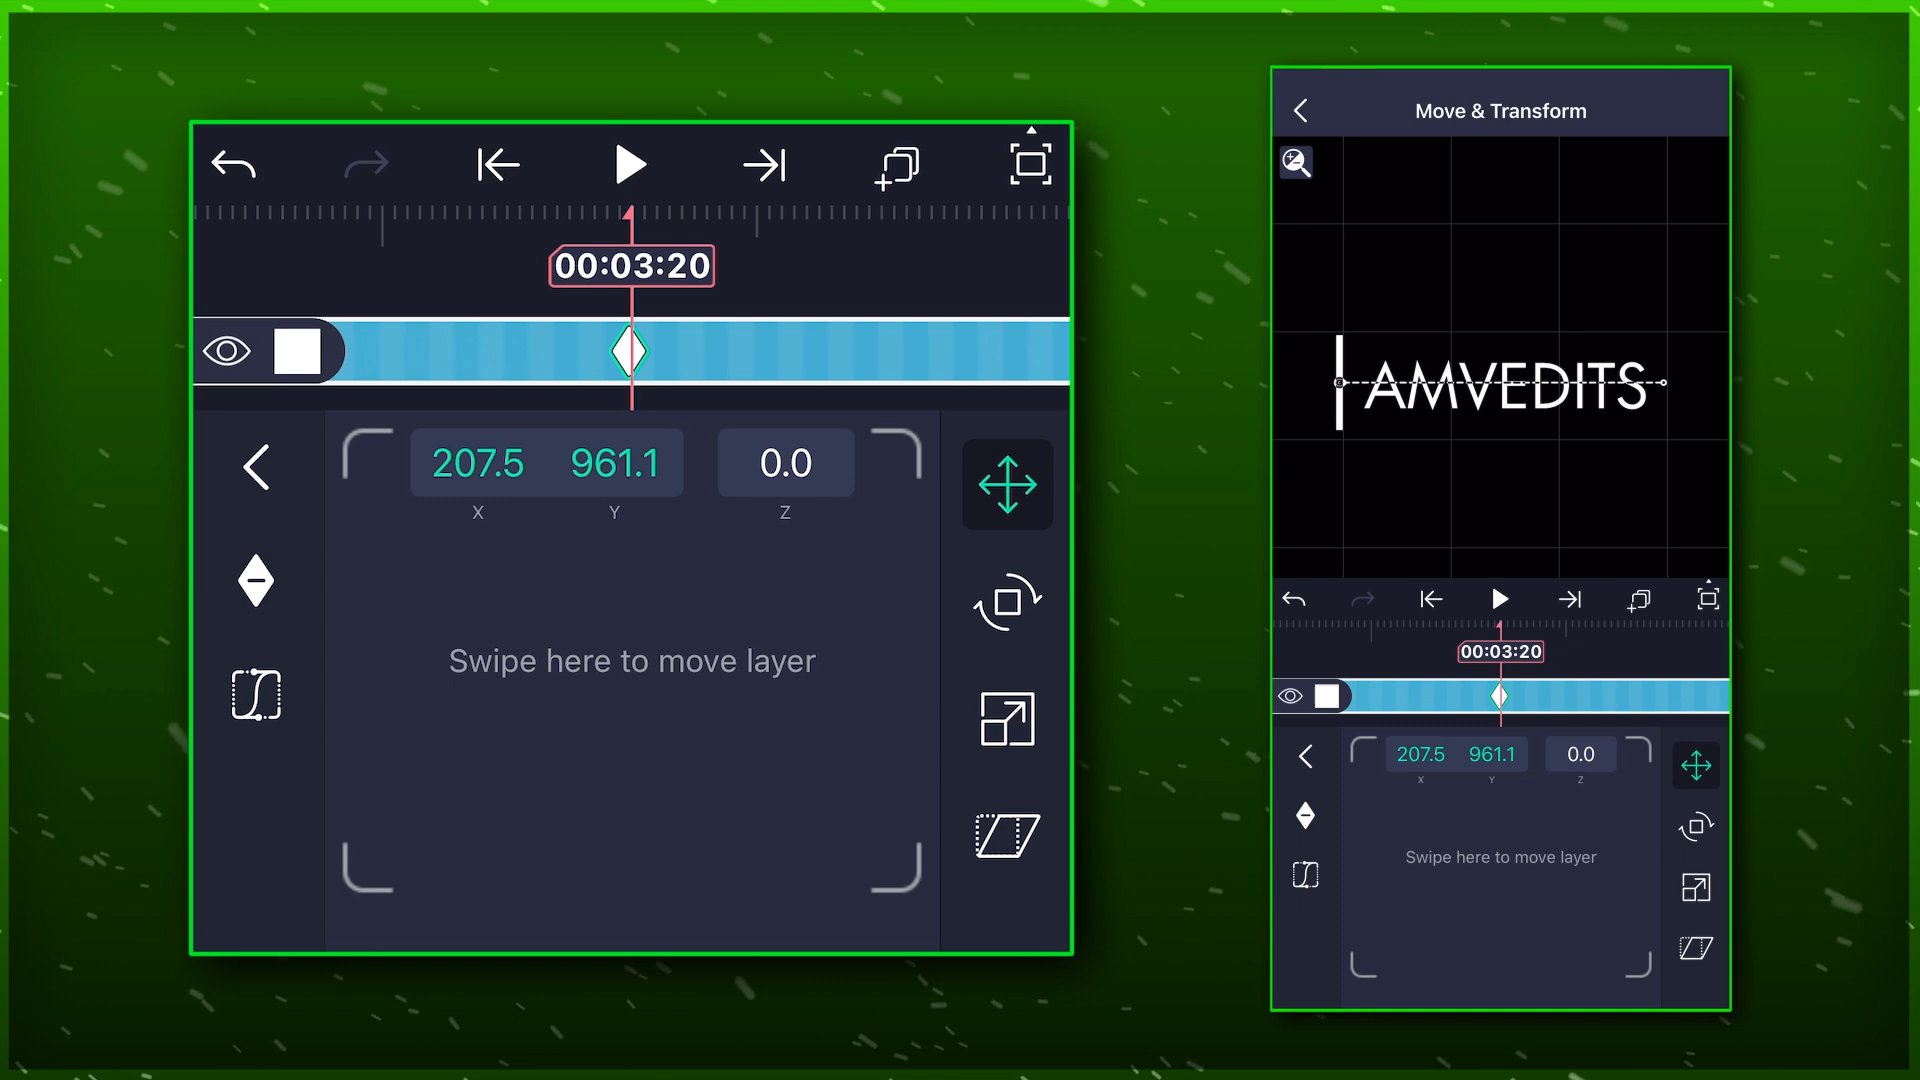 00:03:20
207.5 961.1 0.0
X Y Z
Swipe here to move layer
Move & Transform
AMVEDITS
00:03:20
207.5 961.1 0.0
X Y Z
Swipe here to move layer